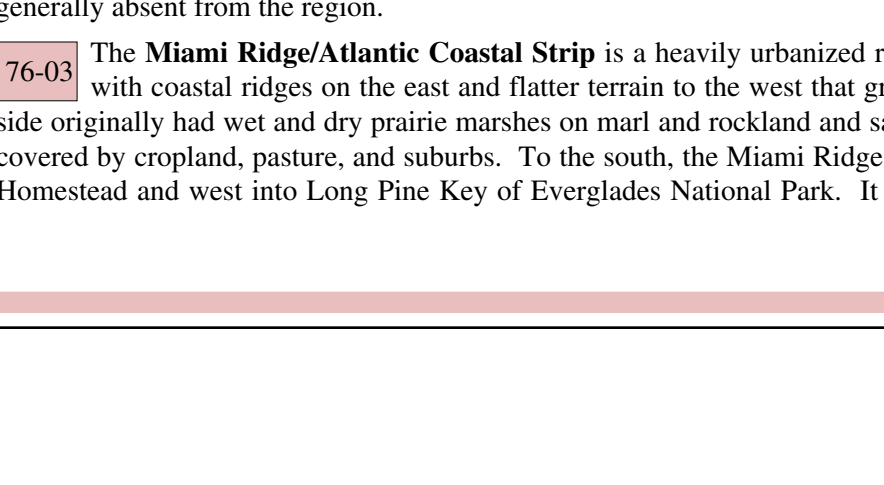 generally absent from the region.
76-03 The Miami Ridge/Atlantic Coastal Strip is a heavily urbanized
with coastal ridges on the east and flatter terrain to the west that
side originally had wet and dry prairie marshes on marl and rockland and
covered by cropland, pasture, and suburbs. To the south, the Miami Ridge
Homestead and west into Long Pine Key of Everglades National Park. It